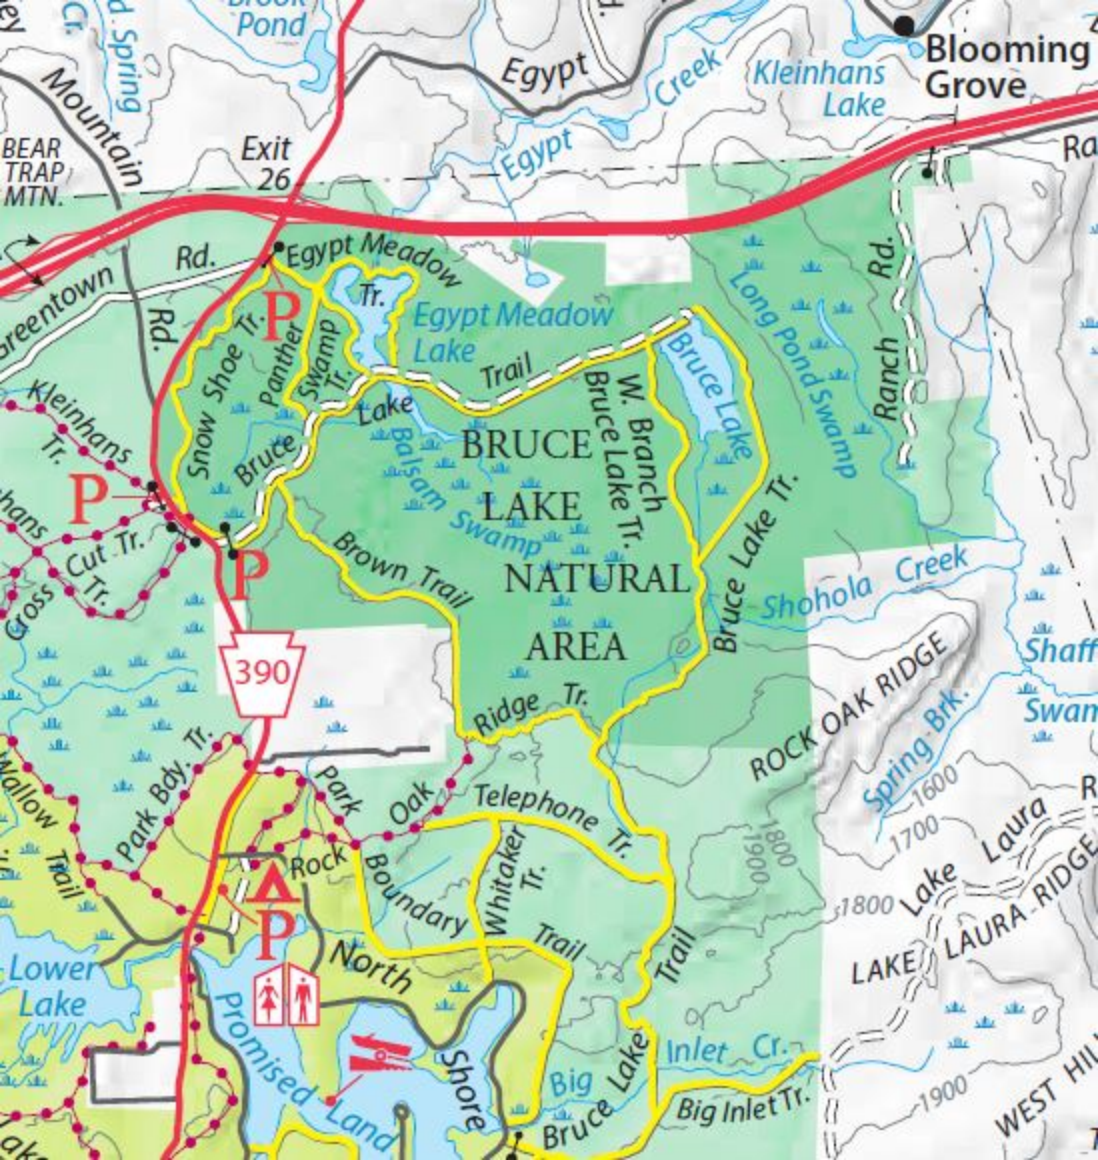 Brook
Pond
Cr.
d Spring
Rd.
Mountain
Egypt
Creek
Kleinhans
Lake
Blooming
Grove
BEAR
TRAP
MTN.
Exit
26
Egypt
Ra
Greentown
Rd.
Rd.
Egypt Meadow
Tr.
P
Egypt Meadow
Lake
Snow Shoe Tr.
Panther
Swamp
Tr.
Trail
Bruce
Lake
Bruce Lake
Long Pond Swamp
Ranch Rd.
Kleinhans
Tr.
P
hans
Cut Tr.
Cross
Tr.
P
BRUCE
LAKE
NATURAL
AREA
Balsam Swamp
W. Branch
Bruce Lake Tr.
Bruce Lake Tr.
Brown Trail
Shohola Creek
Shaff
Swam
ROCK OAK RIDGE
Spring Brk.
390
Ridge Tr.
Park Bdy. Tr.
Park
Oak
Rock
Telephone Tr.
Whitaker
Tr.
Boundary
Trail
Wallow
Trail
1600
1700
1800
1900
1800
Lake Laura
R
LAKE LAURA RIDGE
P
North
Shore
Lower
Lake
Promised Land
Bruce Lake Trail
Big Inlet Cr.
Big Inlet Tr.
1900
WEST HIL
Lake